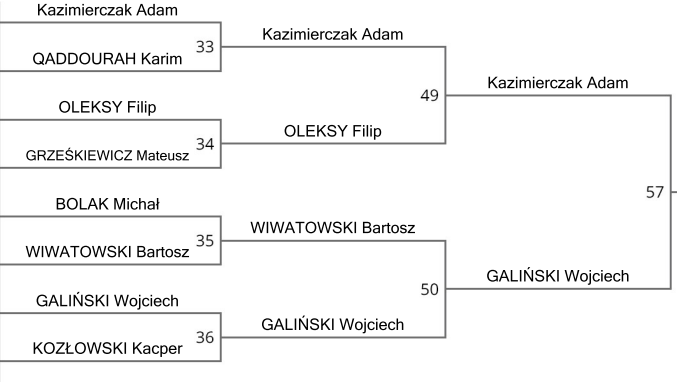 Kazimierczak Adam
33
QADDOURAH Karim
Kazimierczak Adam
49
OLEKSY Filip
34
GRZEŚKIEWICZ Mateusz
OLEKSY Filip
Kazimierczak Adam
57
BOLAK Michał
35
WIWATOWSKI Bartosz
WIWATOWSKI Bartosz
50
GALIŃSKI Wojciech
36
KOZŁOWSKI Kacper
GALIŃSKI Wojciech
GALIŃSKI Wojciech